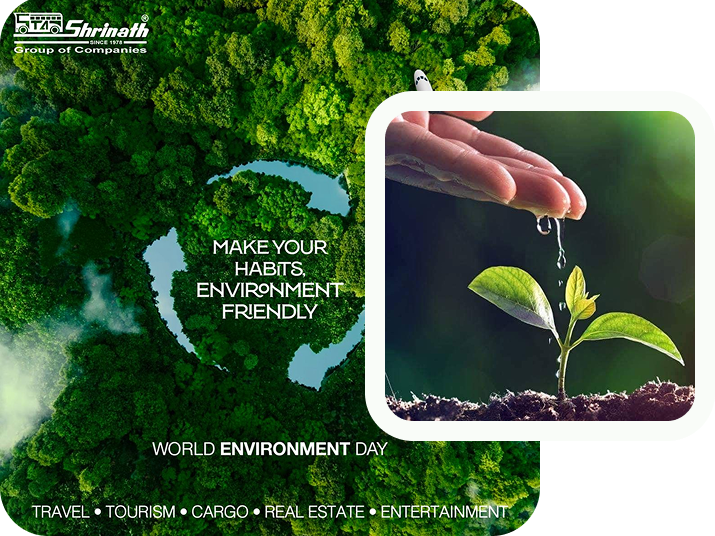 Shrinath®
SINCE 1978
Group of Companies
MAKE YOUR
HABITS,
ENVIRONMENT
FRIENDLY
WORLD ENVIRONMENT DAY
TRAVEL • TOURISM • CARGO • REAL ESTATE • ENTERTAINMENT